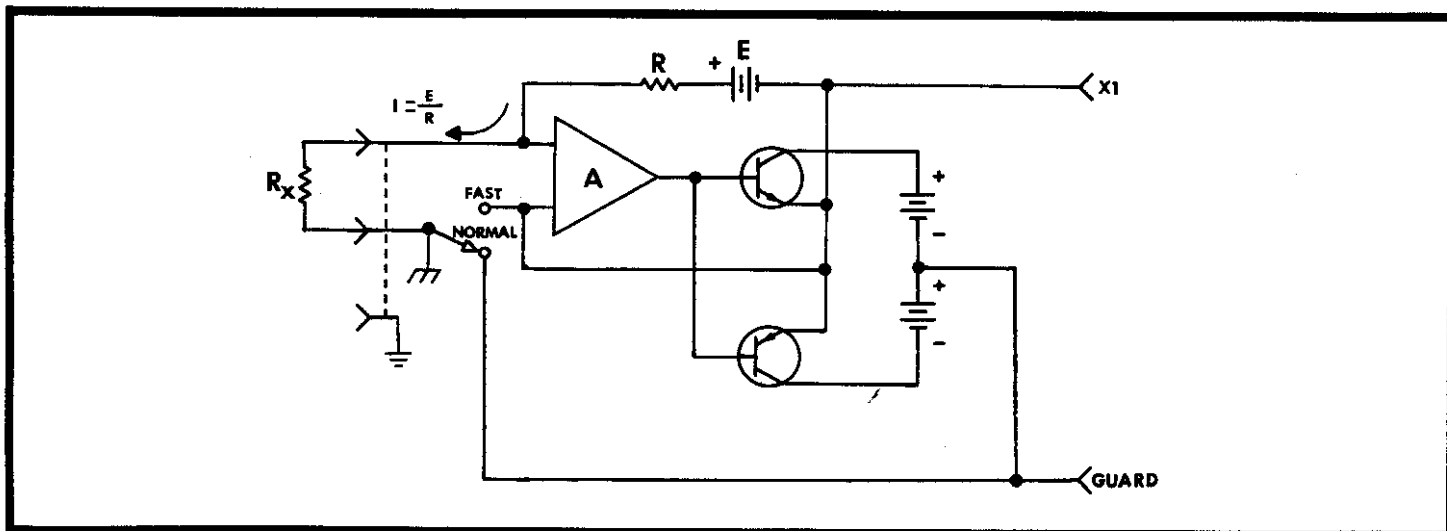 R
+ E
X1
I = E/R
RX
A
FAST
NORMAL
+
-
+
-
GUARD